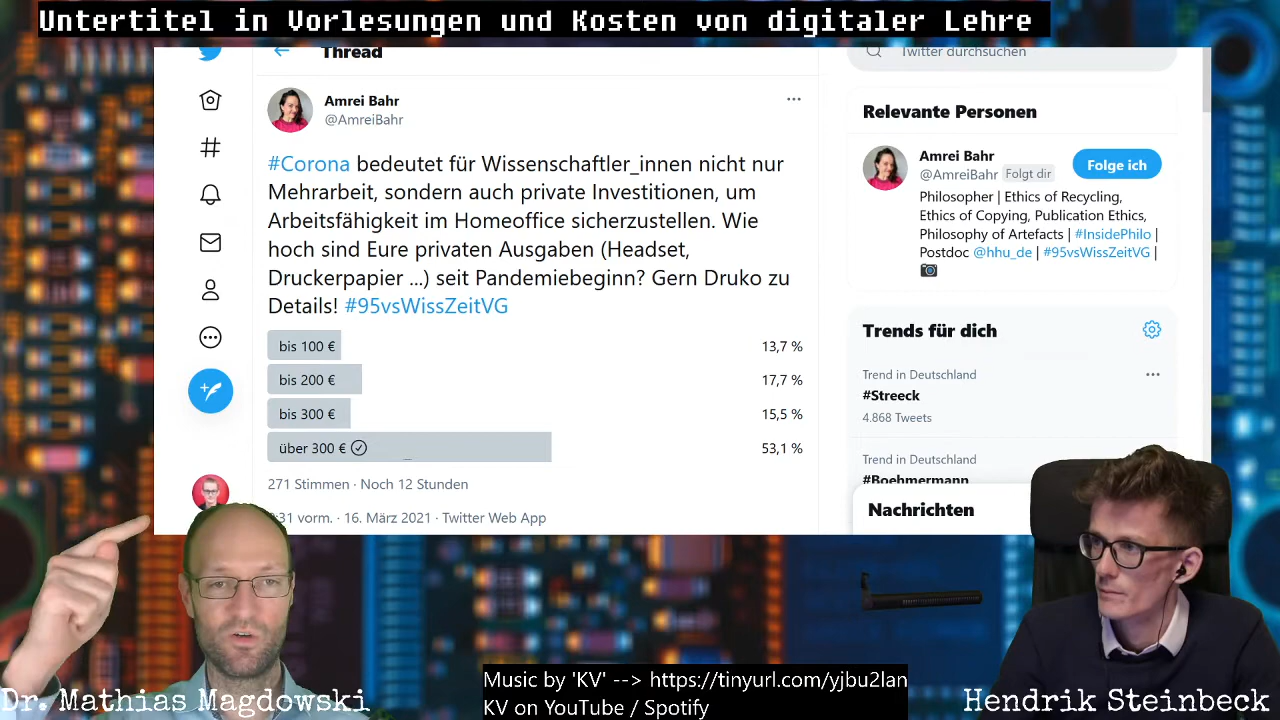 Untertitel in Vorlesungen und Kosten von digitaler Lehre
Thread
Twitter durchsuchen
Amrei Bahr
@AmreiBahr
#Corona bedeutet für Wissenschaftler_innen nicht nur
Mehrarbeit, sondern auch private Investitionen, um
Arbeitsfähigkeit im Homeoffice sicherzustellen. Wie
hoch sind Eure privaten Ausgaben (Headset,
Druckerpapier ...) seit Pandemiebeginn? Gern Druko zu
Details! #95vsWissZeitVG
bis 100 € 13,7 %
bis 200 € 17,7 %
bis 300 € 15,5 %
über 300 € 53,1 %
271 Stimmen · Noch 12 Stunden
:31 vorm. · 16. März 2021 · Twitter Web App
Relevante Personen
Amrei Bahr
@AmreiBahr Folgt dir
Folge ich
Philosopher | Ethics of Recycling,
Ethics of Copying, Publication Ethics,
Philosophy of Artefacts | #InsidePhilo |
Postdoc @hhu_de | #95vsWissZeitVG |
Trends für dich
Trend in Deutschland
#Streeck
4.868 Tweets
Trend in Deutschland
#Boehmermann
Nachrichten
Dr. Mathias Magdowski
Music by 'KV' --> https://tinyurl.com/yjbu2lan
KV on YouTube / Spotify
Hendrik Steinbeck